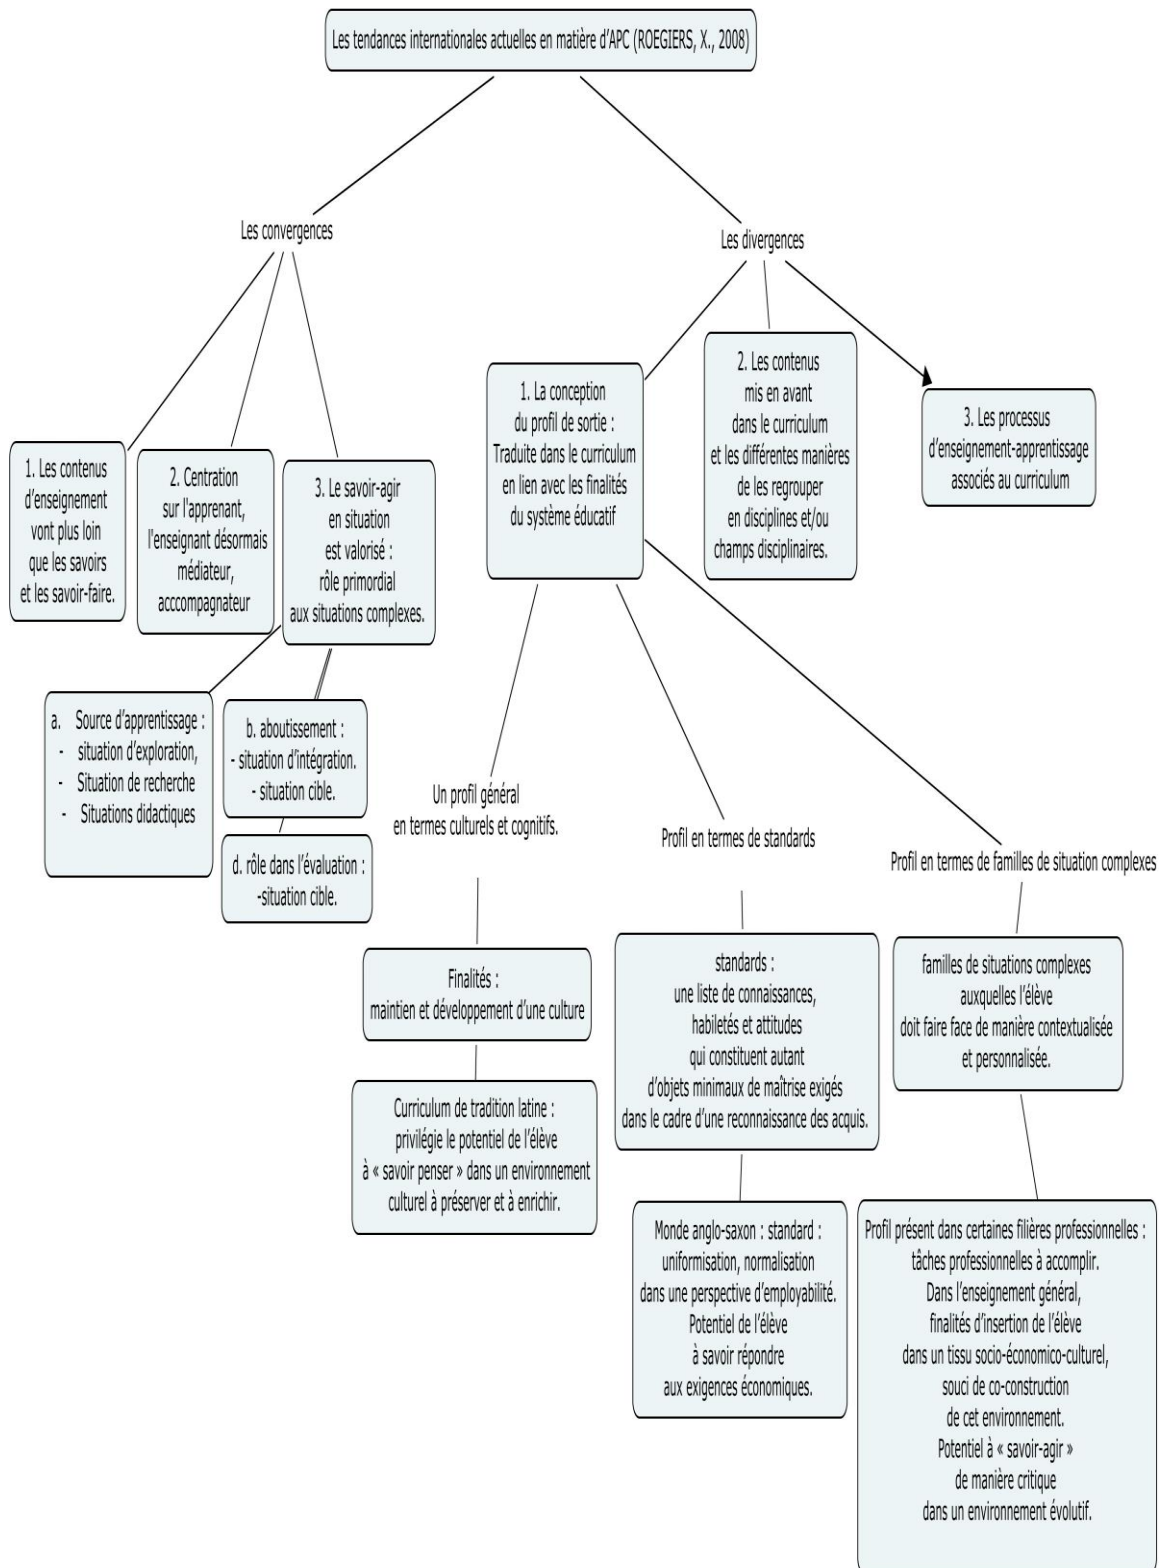 Les tendances internationales actuelles en matière d'APC (ROEGIERS, X., 2008)
Les convergences
Les divergences
1. Les contenus
d'enseignement
vont plus loin
que les savoirs
et les savoir-faire.
2. Centration
sur l'apprenant,
l'enseignant désormais
médiateur,
acccompagnateur
3. Le savoir-agir
en situation
est valorisé :
rôle primordial
aux situations complexes.
1. La conception
du profil de sortie :
Traduite dans le curriculum
en lien avec les finalités
du système éducatif
2. Les contenus
mis en avant
dans le curriculum
et les différentes manières
de les regrouper
en disciplines et/ou
champs disciplinaires.
3. Les processus
d'enseignement-apprentissage
associés au curriculum
a. Source d'apprentissage :
- situation d'exploration,
- Situation de recherche
- Situations didactiques
b. aboutissement :
- situation d'intégration.
- situation cible.
d. rôle dans l'évaluation :
-situation cible.
Un profil général
en termes culturels et cognitifs.
Profil en termes de standards
Profil en termes de familles de situation complexes
Finalités :
maintien et développement d'une culture
Curriculum de tradition latine :
privilégie le potentiel de l'élève
à « savoir penser » dans un environnement
culturel à préserver et à enrichir.
standards :
une liste de connaissances,
habiletés et attitudes
qui constituent autant
d'objets minimaux de maîtrise exigés
dans le cadre d'une reconnaissance des acquis.
Monde anglo-saxon : standard :
uniformisation, normalisation
dans une perspective d'employabilité.
Potentiel de l'élève
à savoir répondre
aux exigences économiques.
familles de situations complexes
auxquelles l'élève
doit faire face de manière contextualisée
et personnalisée.
Profil présent dans certaines filières professionnelles :
tâches professionnelles à accomplir.
Dans l'enseignement général,
finalités d'insertion de l'élève
dans un tissu socio-économico-culturel,
souci de co-construction
de cet environnement.
Potentiel à « savoir-agir »
de manière critique
dans un environnement évolutif.